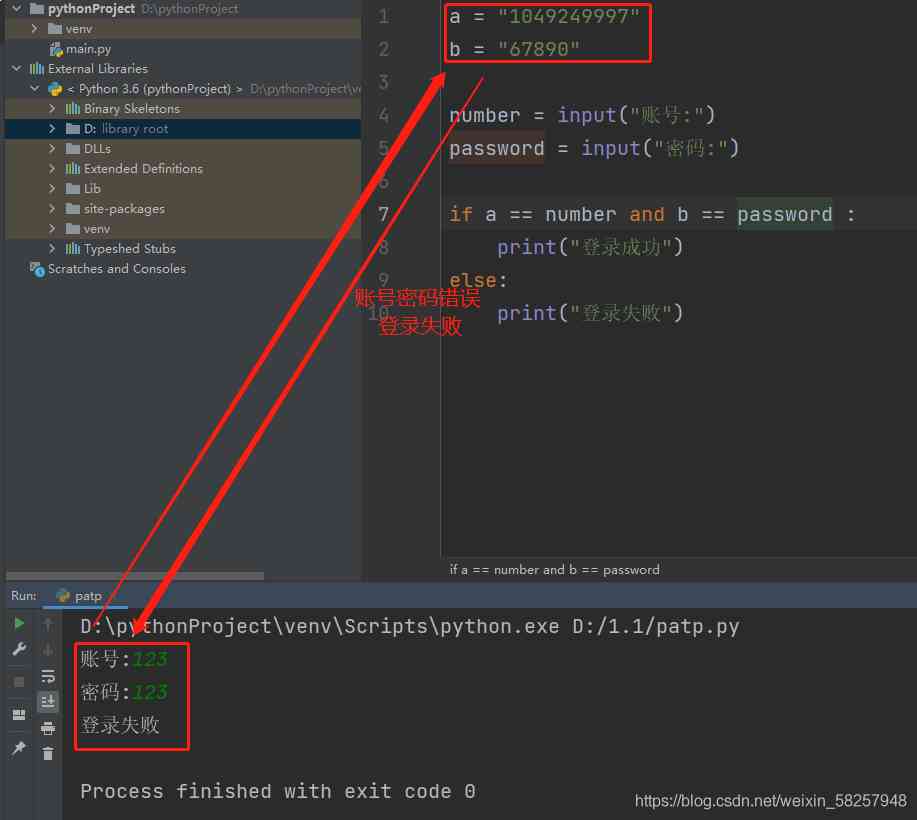 pythonProject D:\pythonProject
venv
main.py
External Libraries
< Python 3.6 (pythonProject) > D:\pythonProject\ve
Binary Skeletons
D: library root
DLLs
Extended Definitions
Lib
site-packages
venv
Typeshed Stubs
Scratches and Consoles
1 a = "1049249997"
2 b = "67890"
3
4 number = input("账号:")
5 password = input("密码:")
6
7 if a == number and b == password :
8 print("登录成功")
9 else:
10 print("登录失败")
账号密码错误
登录失败
if a == number and b == password
Run: patp
D:\pythonProject\venv\Scripts\python.exe D:/1.1/patp.py
账号:123
密码:123
登录失败
Process finished with exit code 0
https://blog.csdn.net/weixin_58257948